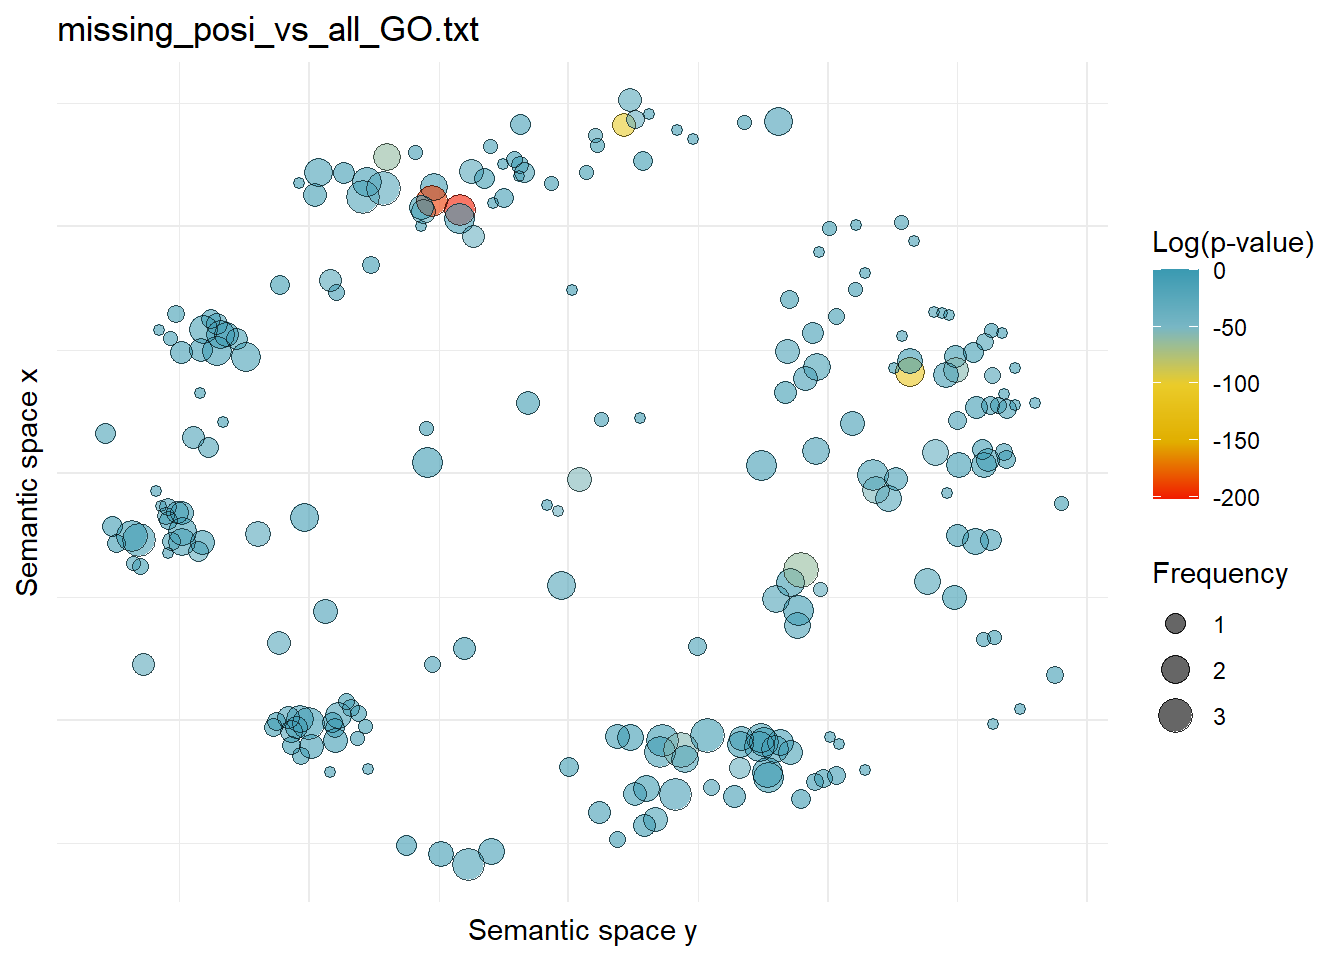 missing_posi_vs_all_GO.txt
Semantic space x
Semantic space y
Log(p-value)
0
-50
-100
-150
-200
Frequency
1
2
3